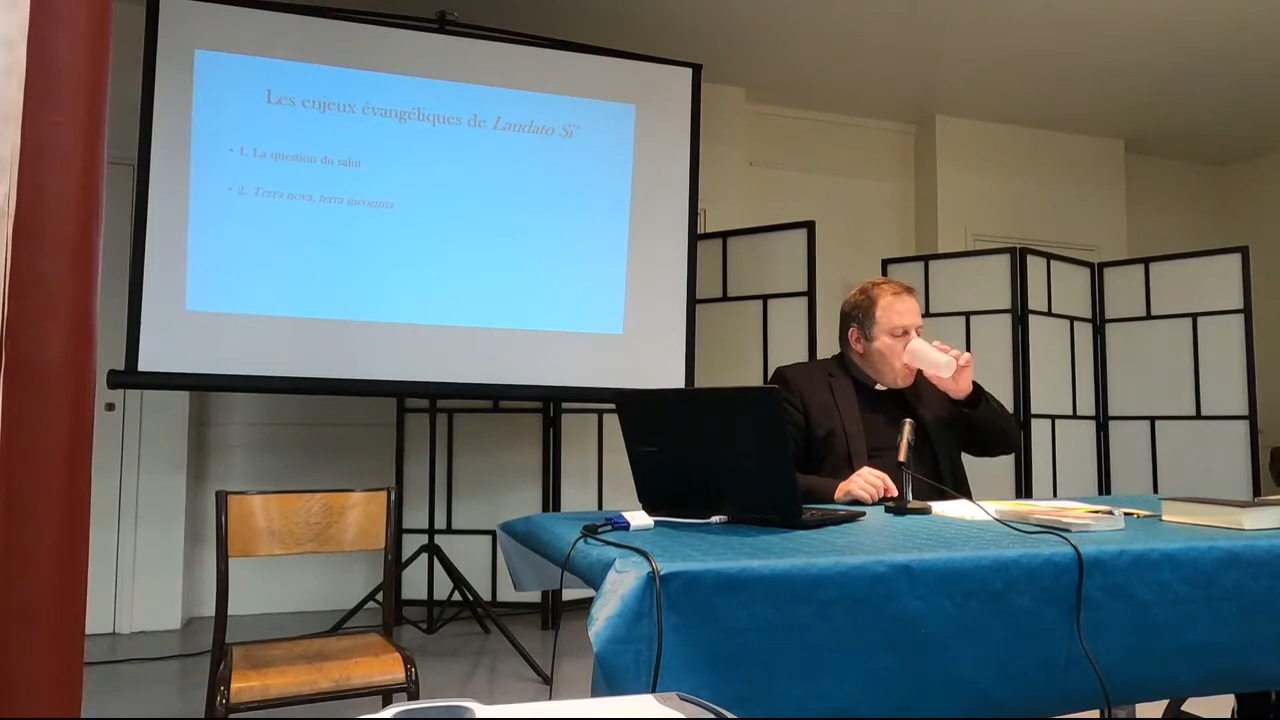 Les enjeux évangéliques de Laudato Si'
• 1. La question du salut
• 2. Terra nova, terra incognita